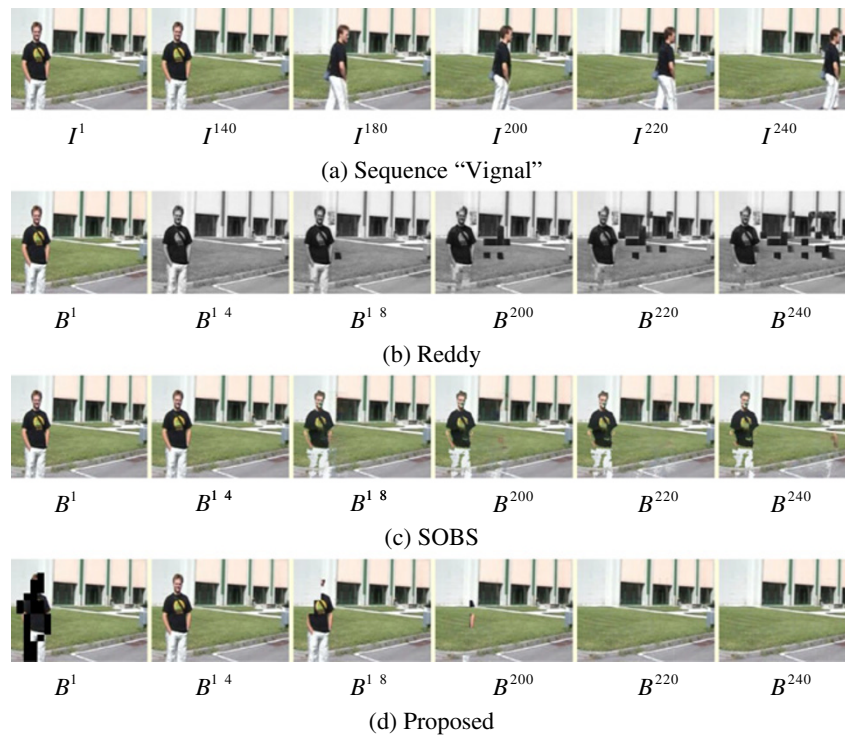 I¹ I¹⁴⁰ I¹⁸⁰ I²⁰⁰ I²²⁰ I²⁴⁰
(a) Sequence “Vignal”
B¹ B¹ ⁴ B¹ ⁸ B²⁰⁰ B²²⁰ B²⁴⁰
(b) Reddy
B¹ B¹ ⁴ B¹ ⁸ B²⁰⁰ B²²⁰ B²⁴⁰
(c) SOBS
B¹ B¹ ⁴ B¹ ⁸ B²⁰⁰ B²²⁰ B²⁴⁰
(d) Proposed